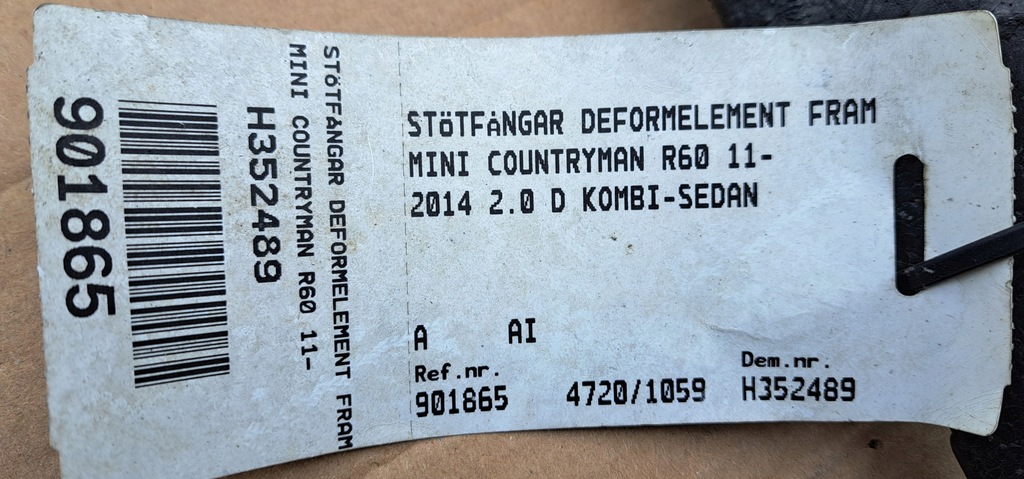 STöTFåNGAR DEFORMELEMENT FRAM
MINI COUNTRYMAN R60 11-
2014 2.0 D KOMBI-SEDAN
A AI
Ref.nr. Dem.nr.
901865 4720/1059 H352489
STöTFåNGAR DEFORMELEMENT FRAM
MINI COUNTRYMAN R60 11-
H352489
901865